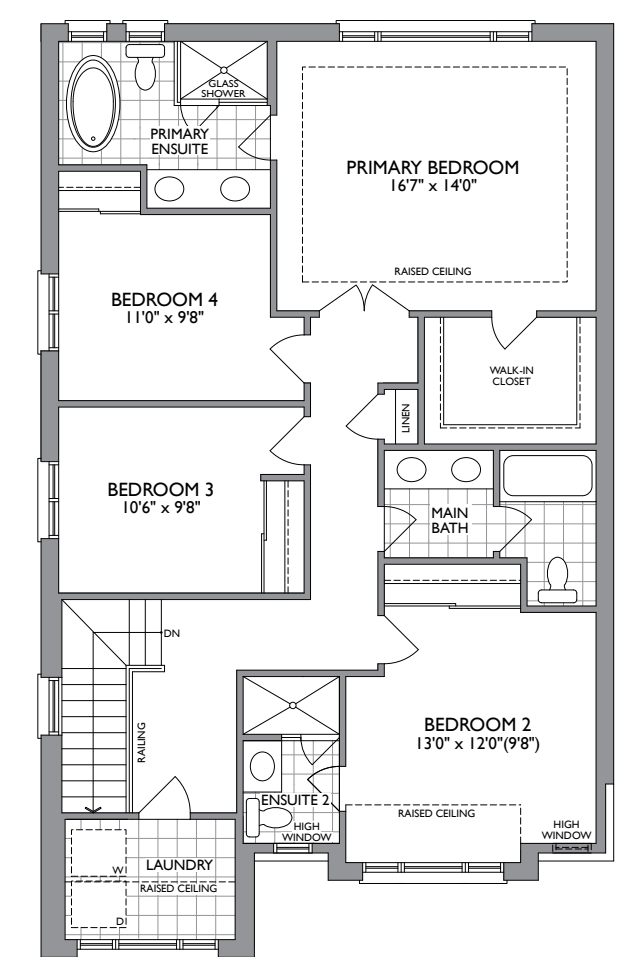 GLASS
SHOWER
PRIMARY
ENSUITE
PRIMARY BEDROOM
16'7" x 14'0"
RAISED CEILING
BEDROOM 4
11'0" x 9'8"
WALK-IN
CLOSET
LINEN
BEDROOM 3
10'6" x 9'8"
MAIN
BATH
DN
RAILING
BEDROOM 2
13'0" x 12'0"(9'8")
RAISED CEILING
HIGH
WINDOW
ENSUITE 2
HIGH
WINDOW
LAUNDRY
W
RAISED CEILING
D